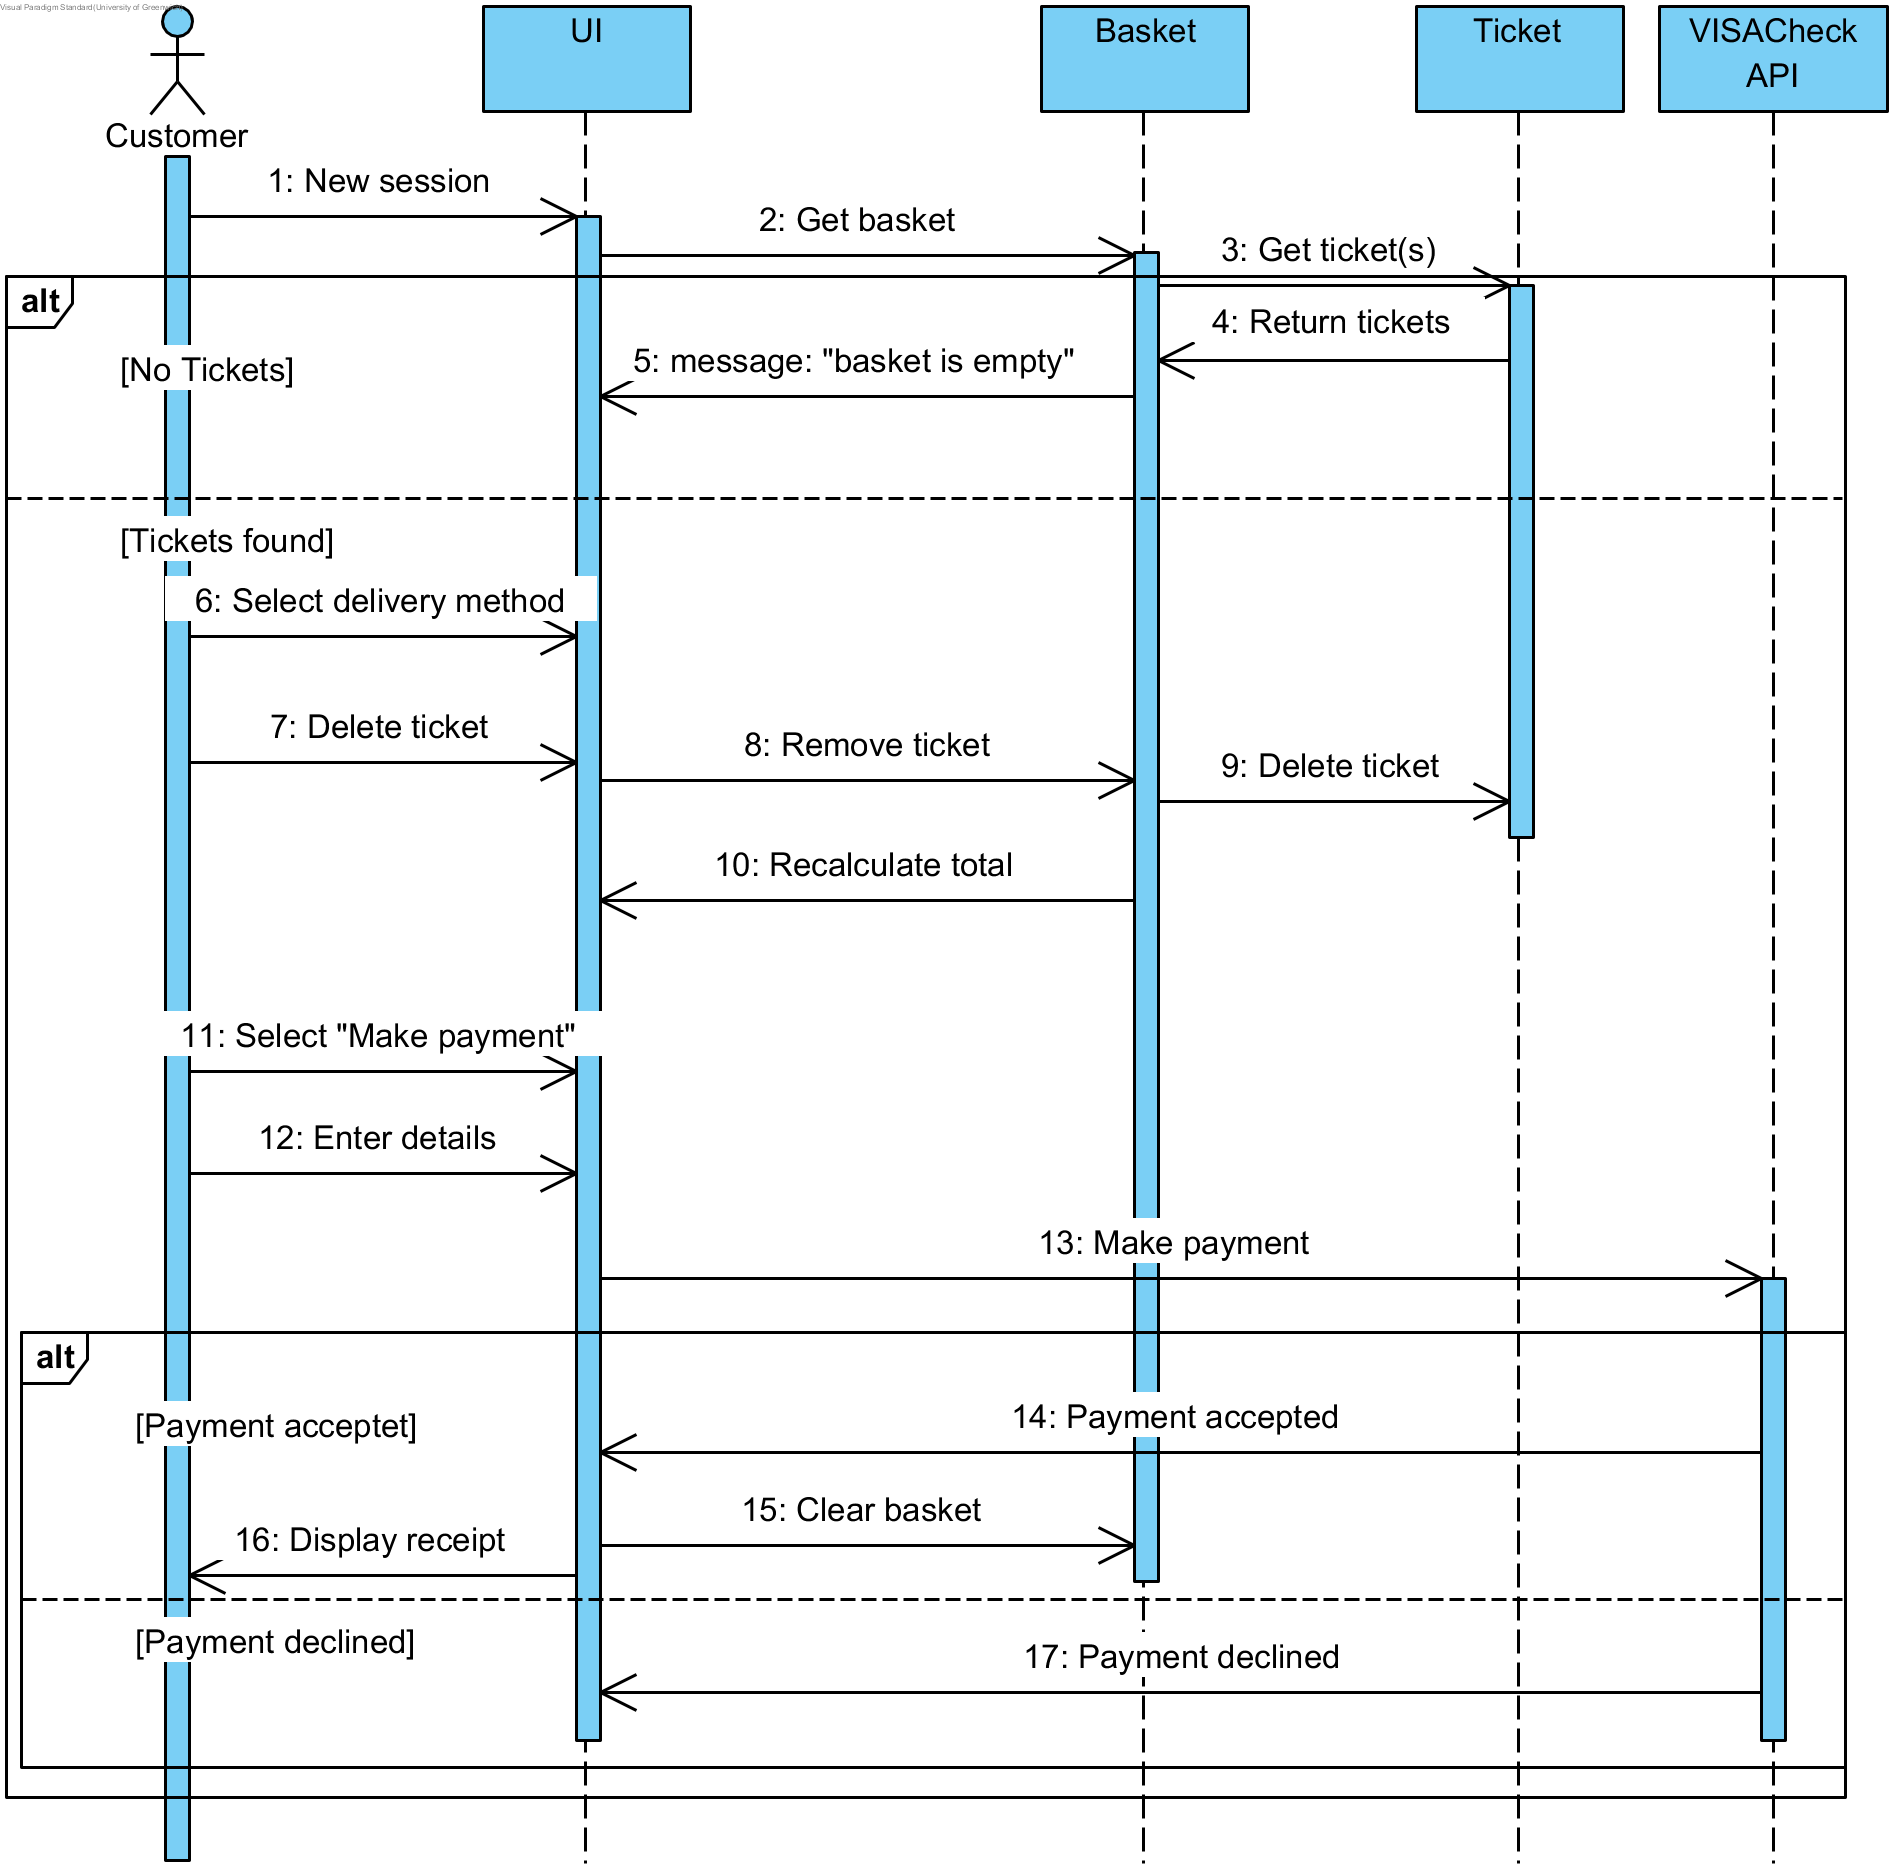 Visual Paradigm Standard(University of
UI
Basket
Ticket
VISACheck
API
Customer
1: New session
2: Get basket
3: Get ticket(s)
alt
4: Return tickets
[No Tickets]
5: message: "basket is empty"
[Tickets found]
6: Select delivery method
7: Delete ticket
8: Remove ticket
9: Delete ticket
10: Recalculate total
11: Select "Make payment"
12: Enter details
13: Make payment
alt
[Payment acceptet]
14: Payment accepted
15: Clear basket
16: Display receipt
[Payment declined]
17: Payment declined